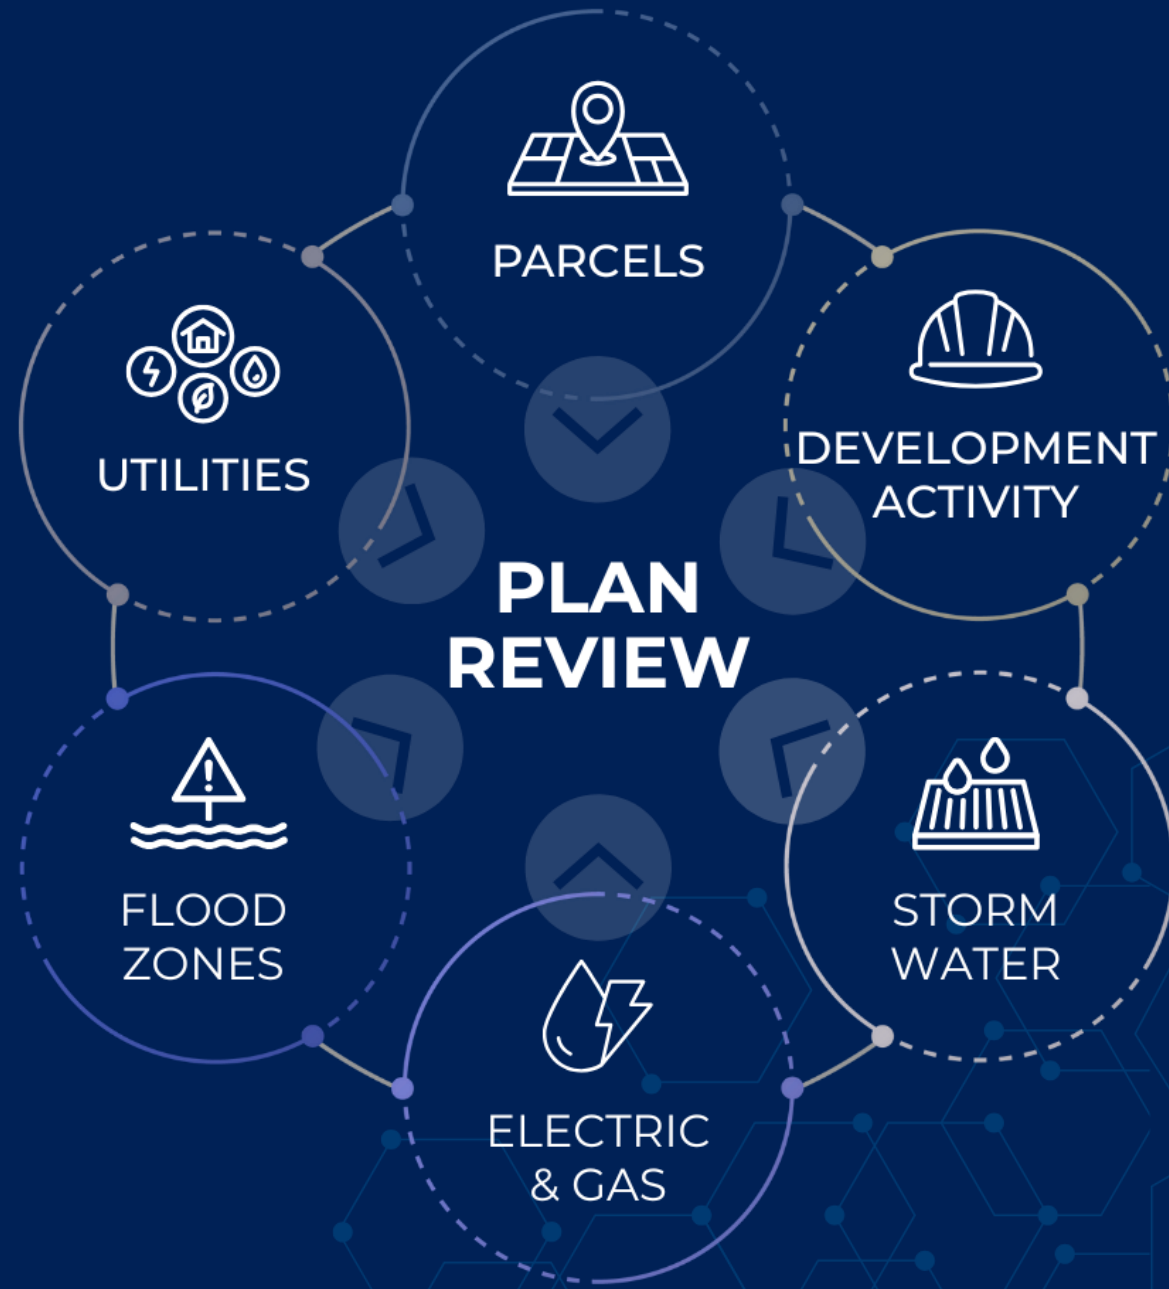 PARCELS
DEVELOPMENT
ACTIVITY
UTILITIES
PLAN
REVIEW
STORM
WATER
FLOOD
ZONES
ELECTRIC
& GAS